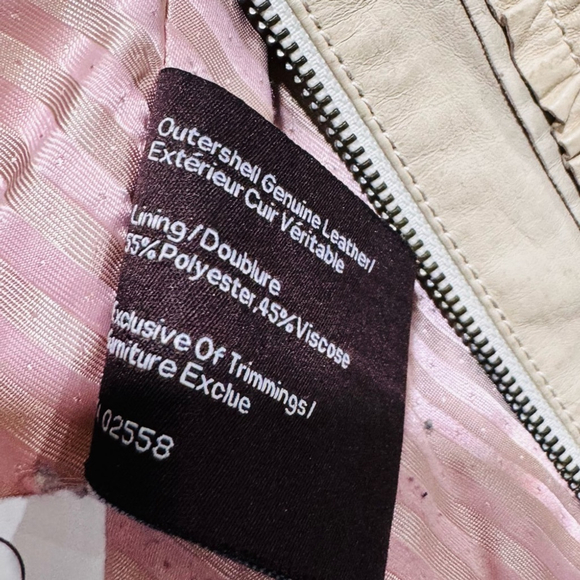 Outershell Genuine Leather/
Extérieur Cuir Véritable
Lining/Doublure
55% Polyester, 45% Viscose
Exclusive Of Trimmings/
Garniture Exclue
02558